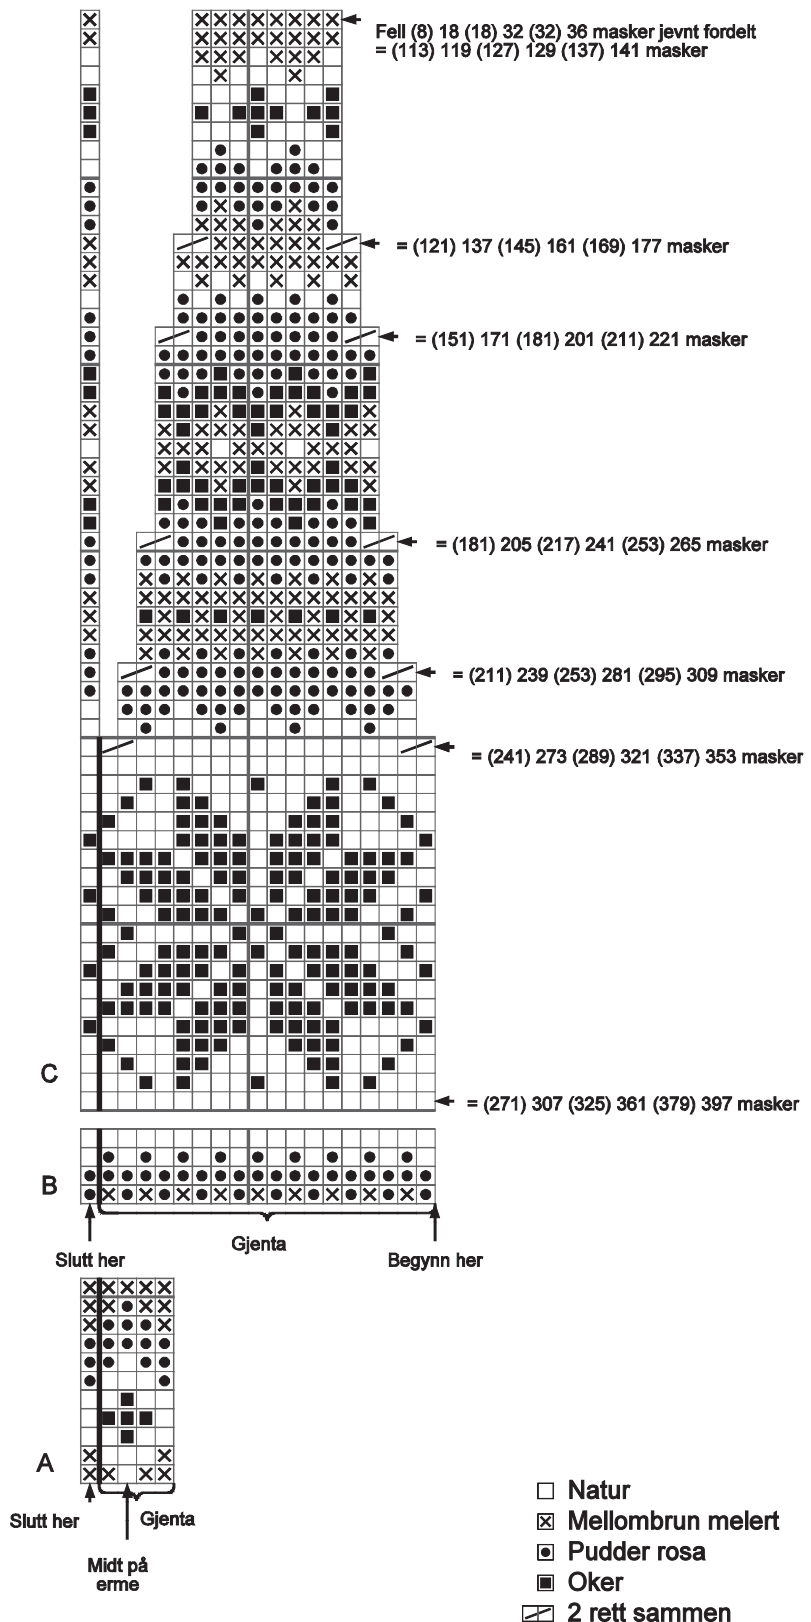 Fell (8) 18 (18) 32 (32) 36 masker jevnt fordelt
= (113) 119 (127) 129 (137) 141 masker
= (121) 137 (145) 161 (169) 177 masker
= (151) 171 (181) 201 (211) 221 masker
= (181) 205 (217) 241 (253) 265 masker
= (211) 239 (253) 281 (295) 309 masker
= (241) 273 (289) 321 (337) 353 masker
C
= (271) 307 (325) 361 (379) 397 masker
B
Gjenta
Slutt her
Begynn her
A
Slutt her
Gjenta
Midt på
erme
Natur
Mellombrun melert
Pudder rosa
Oker
2 rett sammen